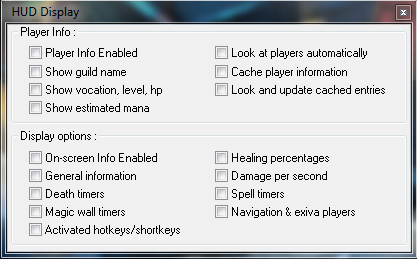 HUD Display
Player Info :
Player Info Enabled
Show guild name
Show vocation, level, hp
Show estimated mana
Look at players automatically
Cache player information
Look and update cached entries
Display options :
On-screen Info Enabled
General information
Death timers
Magic wall timers
Activated hotkeys/shortkeys
Healing percentages
Damage per second
Spell timers
Navigation & exiva players